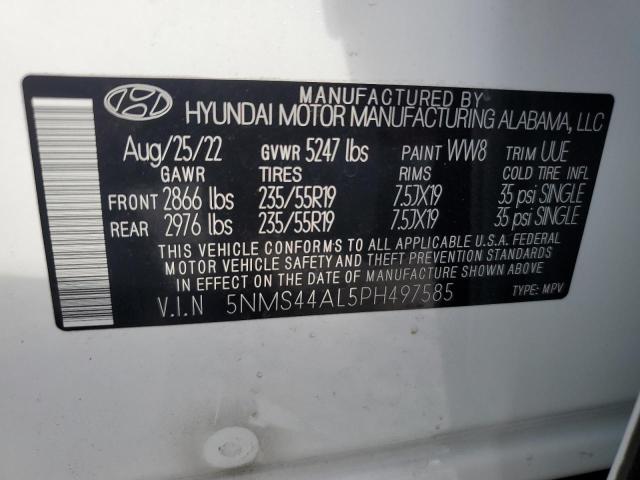 MANUFACTURED BY
HYUNDAI MOTOR MANUFACTURING ALABAMA, LLC
Aug/25/22 GVWR 5247 lbs PAINT WW8 TRIM UUE
GAWR TIRES RIMS COLD TIRE INFL
FRONT 2866 lbs 235/55R19 7.5JX19 35 psi SINGLE
REAR 2976 lbs 235/55R19 7.5JX19 35 psi SINGLE
THIS VEHICLE CONFORMS TO ALL APPLICABLE U.S.A. FEDERAL
MOTOR VEHICLE SAFETY AND THEFT PREVENTION STANDARDS
IN EFFECT ON THE DATE OF MANUFACTURE SHOWN ABOVE.
V.I.N 5NMS44AL5PH497585 TYPE: MPV